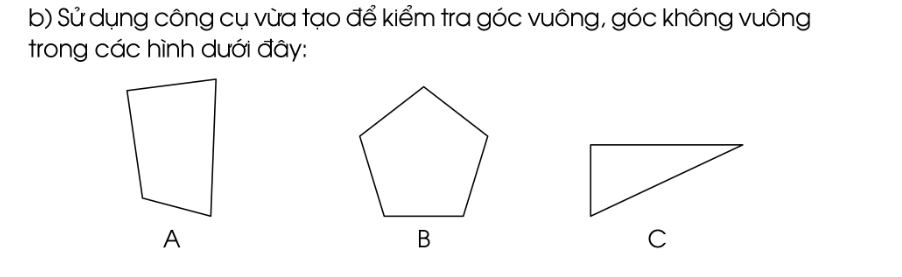 b) Sử dụng công cụ vừa tạo để kiểm tra góc vuông, góc không vuông
trong các hình dưới đây:
A B C